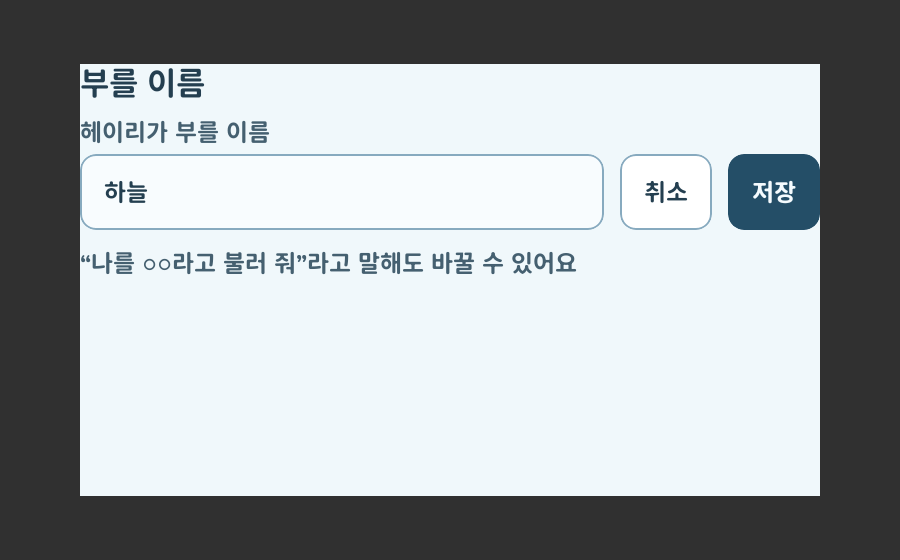 부를 이름
헤이리가 부를 이름
하늘
취소
저장
“나를 ○○라고 불러 줘”라고 말해도 바꿀 수 있어요